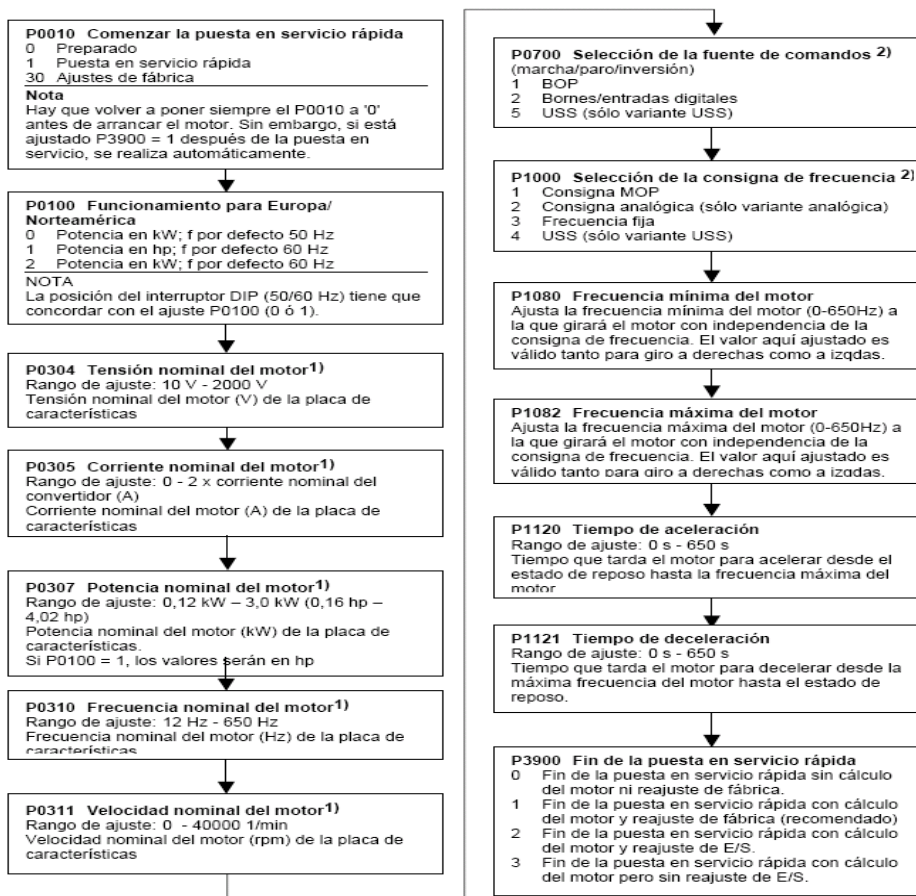 P0010 Comenzar la puesta en servicio rápida
0 Preparado
1 Puesta en servicio rápida
30 Ajustes de fábrica
Nota
Hay que volver a poner siempre el P0010 a '0'
antes de arrancar el motor. Sin embargo, si está
ajustado P3900 = 1 después de la puesta en
servicio, se realiza automáticamente.
P0100 Funcionamiento para Europa/
Norteamérica
0 Potencia en kW; f por defecto 50 Hz
1 Potencia en hp; f por defecto 60 Hz
2 Potencia en kW; f por defecto 60 Hz
NOTA
La posición del interruptor DIP (50/60 Hz) tiene que
concordar con el ajuste P0100 (0 ó 1).
P0304 Tensión nominal del motor1)
Rango de ajuste: 10 V - 2000 V
Tensión nominal del motor (V) de la placa de
características
P0305 Corriente nominal del motor1)
Rango de ajuste: 0 - 2 x corriente nominal del
convertidor (A)
Corriente nominal del motor (A) de la placa de
características
P0307 Potencia nominal del motor1)
Rango de ajuste: 0,12 kW – 3,0 kW (0,16 hp –
4,02 hp)
Potencia nominal del motor (kW) de la placa de
características.
Si P0100 = 1, los valores serán en hp
P0310 Frecuencia nominal del motor1)
Rango de ajuste: 12 Hz - 650 Hz
Frecuencia nominal del motor (Hz) de la placa de
características
P0311 Velocidad nominal del motor1)
Rango de ajuste: 0 - 40000 1/min
Velocidad nominal del motor (rpm) de la placa de
características
P0700 Selección de la fuente de comandos 2)
(marcha/paro/inversión)
1 BOP
2 Bornes/entradas digitales
5 USS (sólo variante USS)
P1000 Selección de la consigna de frecuencia 2)
1 Consigna MOP
2 Consigna analógica (sólo variante analógica)
3 Frecuencia fija
4 USS (sólo variante USS)
P1080 Frecuencia mínima del motor
Ajusta la frecuencia mínima del motor (0-650Hz) a
la que girará el motor con independencia de la
consigna de frecuencia. El valor aquí ajustado es
válido tanto para giro a derechas como a izqdas.
P1082 Frecuencia máxima del motor
Ajusta la frecuencia máxima del motor (0-650Hz) a
la que girará el motor con independencia de la
consigna de frecuencia. El valor aquí ajustado es
válido tanto para giro a derechas como a izqdas.
P1120 Tiempo de aceleración
Rango de ajuste: 0 s - 650 s
Tiempo que tarda el motor para acelerar desde el
estado de reposo hasta la frecuencia máxima del
motor
P1121 Tiempo de deceleración
Rango de ajuste: 0 s - 650 s
Tiempo que tarda el motor para decelerar desde la
máxima frecuencia del motor hasta el estado de
reposo.
P3900 Fin de la puesta en servicio rápida
0 Fin de la puesta en servicio rápida sin cálculo
del motor ni reajuste de fábrica.
1 Fin de la puesta en servicio rápida con cálculo
del motor y reajuste de fábrica (recomendado)
2 Fin de la puesta en servicio rápida con cálculo
del motor y reajuste de E/S.
3 Fin de la puesta en servicio rápida con cálculo
del motor pero sin reajuste de E/S.